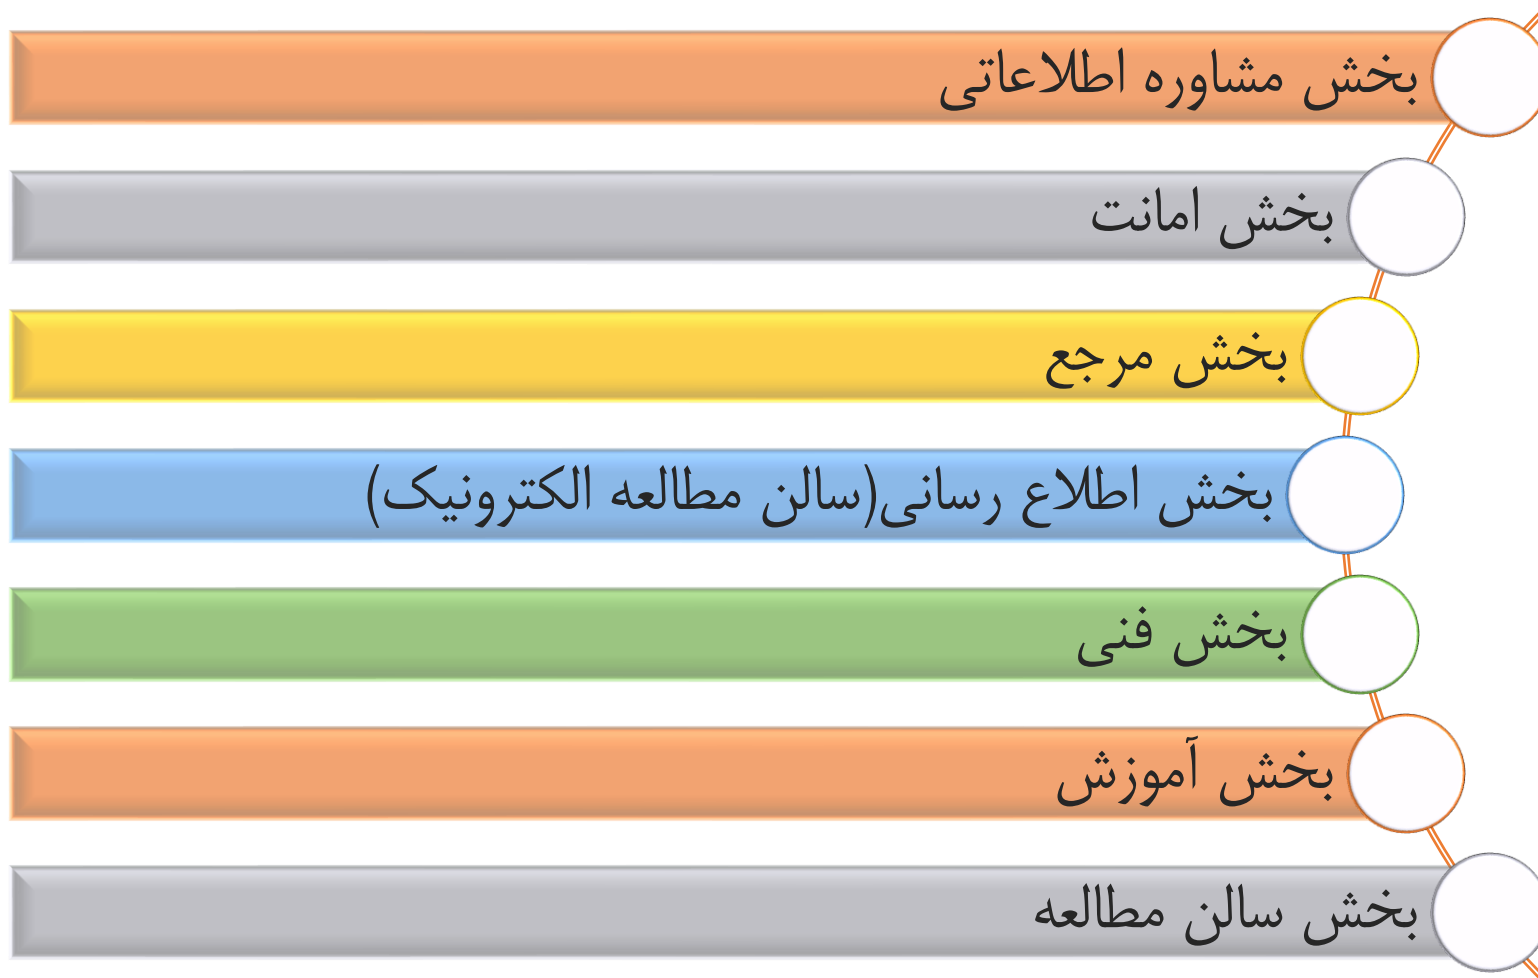 بخش مشاوره اطلاعاتی
بخش امانت
بخش مرجع
بخش اطلاع رسانی(سالن مطالعه الکترونیک)
بخش فنی
بخش آموزش
بخش سالن مطالعه